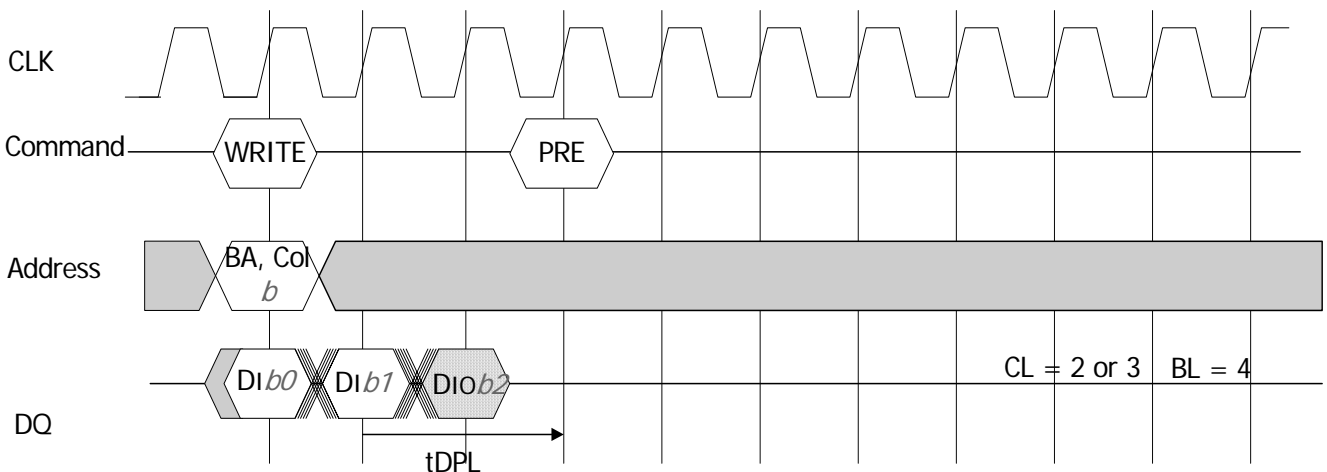 CLK
Command
WRITE
PRE
Address
BA, Col
b
DIb0
DIb1
DIOb2
CL = 2 or 3
BL = 4
DQ
tDPL